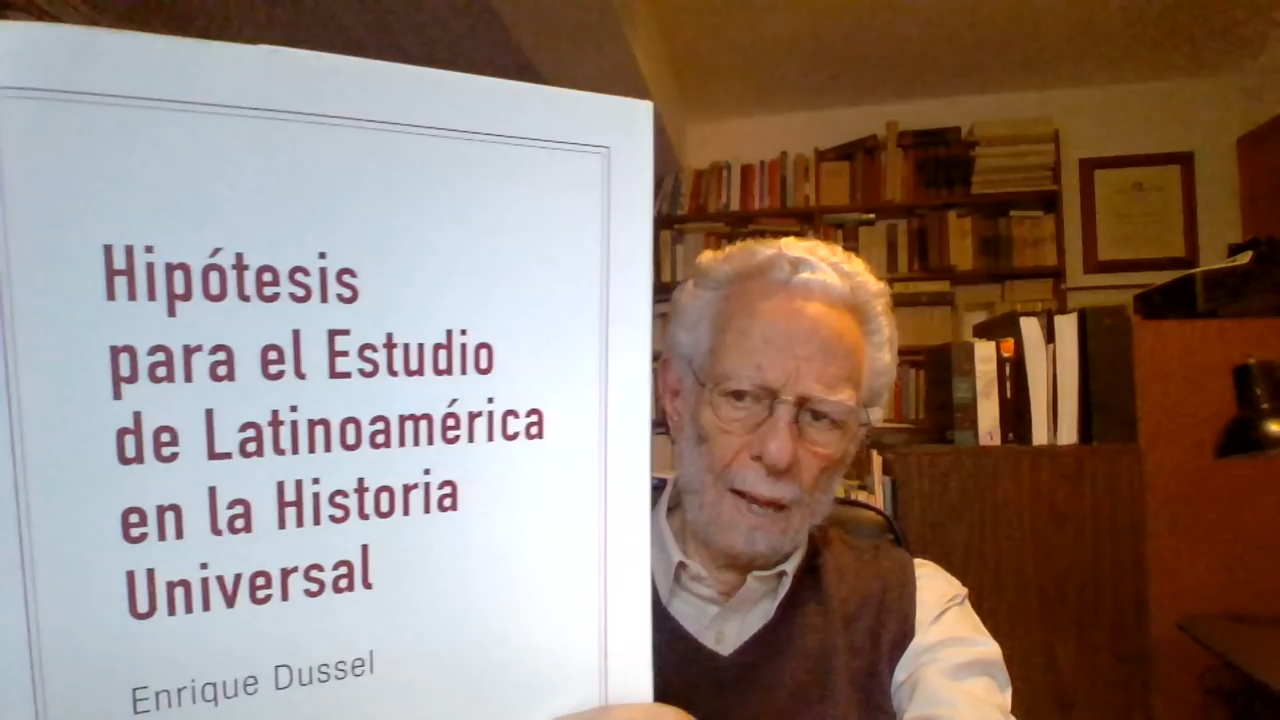 Hipótesis
para el Estudio
de Latinoamérica
en la Historia
Universal
Enrique Dussel